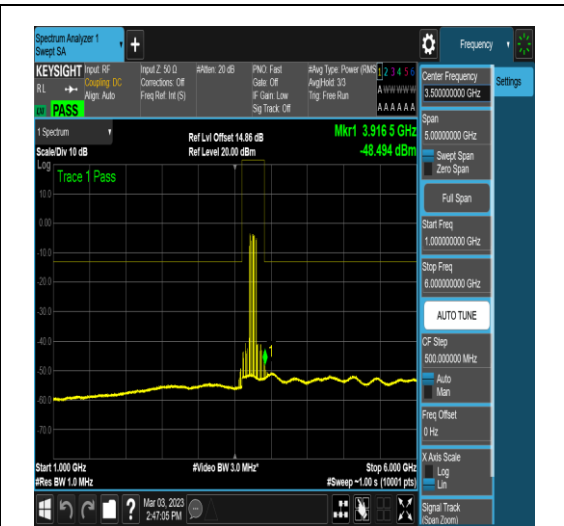 Spectrum Analyzer 1
Swept SA
+
Frequency
KEYSIGHT
RL
Input: RF
Coupling: DC
Align: Auto
Input Z: 50 Ω
Corrections: Off
Freq Ref: Int (S)
#Atten: 20 dB
PNO: Fast
Gate: Off
IF Gain: Low
Sig Track: Off
#Avg Type: Power (RMS)
Avg|Hold: 3/3
Trig: Free Run
1 2 3 4 5 6
A W W W W W
A A A A A A
PASS
1 Spectrum
Scale/Div 10 dB
Ref Lvl Offset 14.86 dB
Ref Level 20.00 dBm
Mkr1 3.916 5 GHz
-48.494 dBm
Log
Trace 1 Pass
10.0
0.00
-10.0
-20.0
-30.0
-40.0
-50.0
-60.0
-70.0
1
Start 1.000 GHz
#Res BW 1.0 MHz
#Video BW 3.0 MHz*
Stop 6.000 GHz
#Sweep ~1.00 s (10001 pts)
Center Frequency
3.500000000 GHz
Settings
Span
5.00000000 GHz
Swept Span
Zero Span
Full Span
Start Freq
1.000000000 GHz
Stop Freq
6.000000000 GHz
AUTO TUNE
CF Step
500.000000 MHz
Auto
Man
Freq Offset
0 Hz
X Axis Scale
Log
Lin
Signal Track
(Span Zoom)
?
Mar 03, 2023
2:47:05 PM